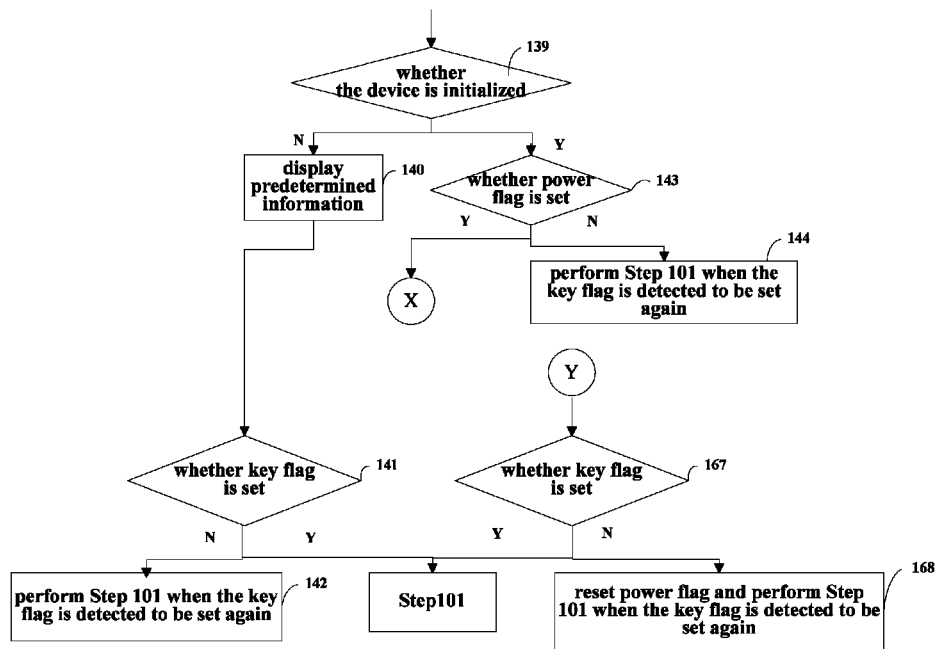 139
whether
the device is initialized
N
Y
display
predetermined
information
140
whether power
flag is set
143
Y
N
144
X
perform Step 101 when the
key flag is detected to be set
again
Y
whether key flag
is set
141
whether key flag
is set
167
N
Y
Y
N
perform Step 101 when the key
flag is detected to be set again
142
Step101
reset power flag and perform Step
101 when the key flag is detected to be
set again
168